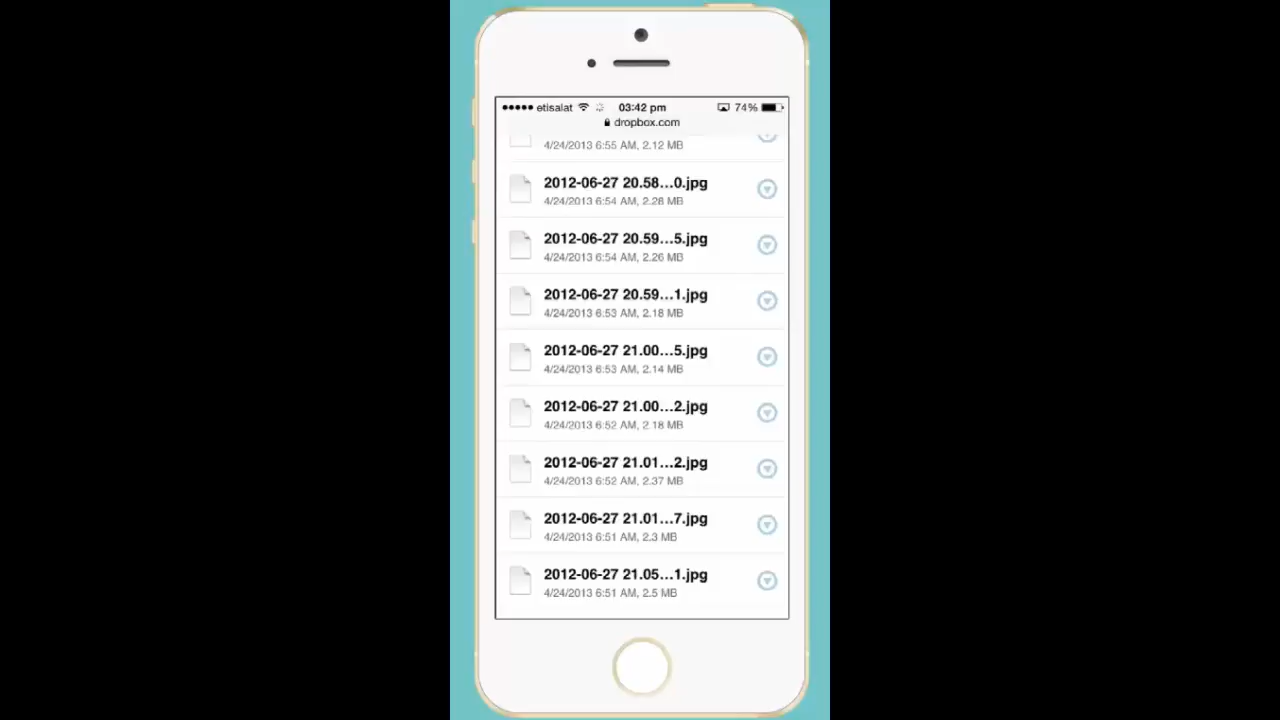 etisalat 03:42 pm 74%
dropbox.com
4/24/2013 6:55 AM, 2.12 MB
2012-06-27 20.58...0.jpg
4/24/2013 6:54 AM, 2.28 MB
2012-06-27 20.59...5.jpg
4/24/2013 6:54 AM, 2.26 MB
2012-06-27 20.59...1.jpg
4/24/2013 6:53 AM, 2.18 MB
2012-06-27 21.00...5.jpg
4/24/2013 6:53 AM, 2.14 MB
2012-06-27 21.00...2.jpg
4/24/2013 6:52 AM, 2.18 MB
2012-06-27 21.01...2.jpg
4/24/2013 6:52 AM, 2.37 MB
2012-06-27 21.01...7.jpg
4/24/2013 6:51 AM, 2.3 MB
2012-06-27 21.05...1.jpg
4/24/2013 6:51 AM, 2.5 MB